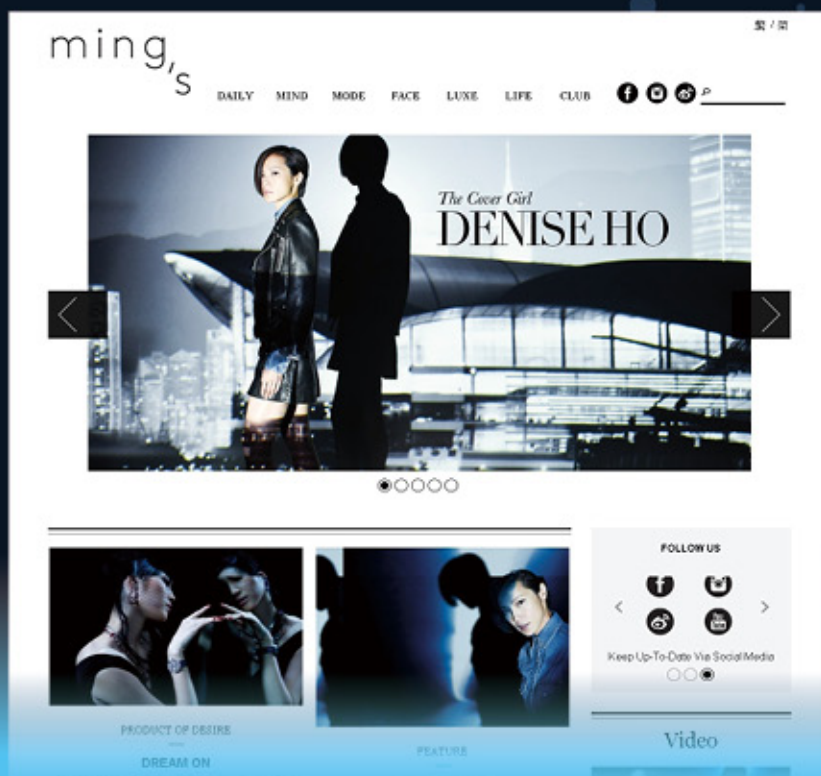 繁 / 简
ming's
DAILY MIND MODE FACE LUXE LIFE CLUB
The Cover Girl
DENISE HO
FOLLOW US
Keep Up-To-Date Via Social Media
PRODUCT OF DESIRE
DREAM ON
FEATURE
Video